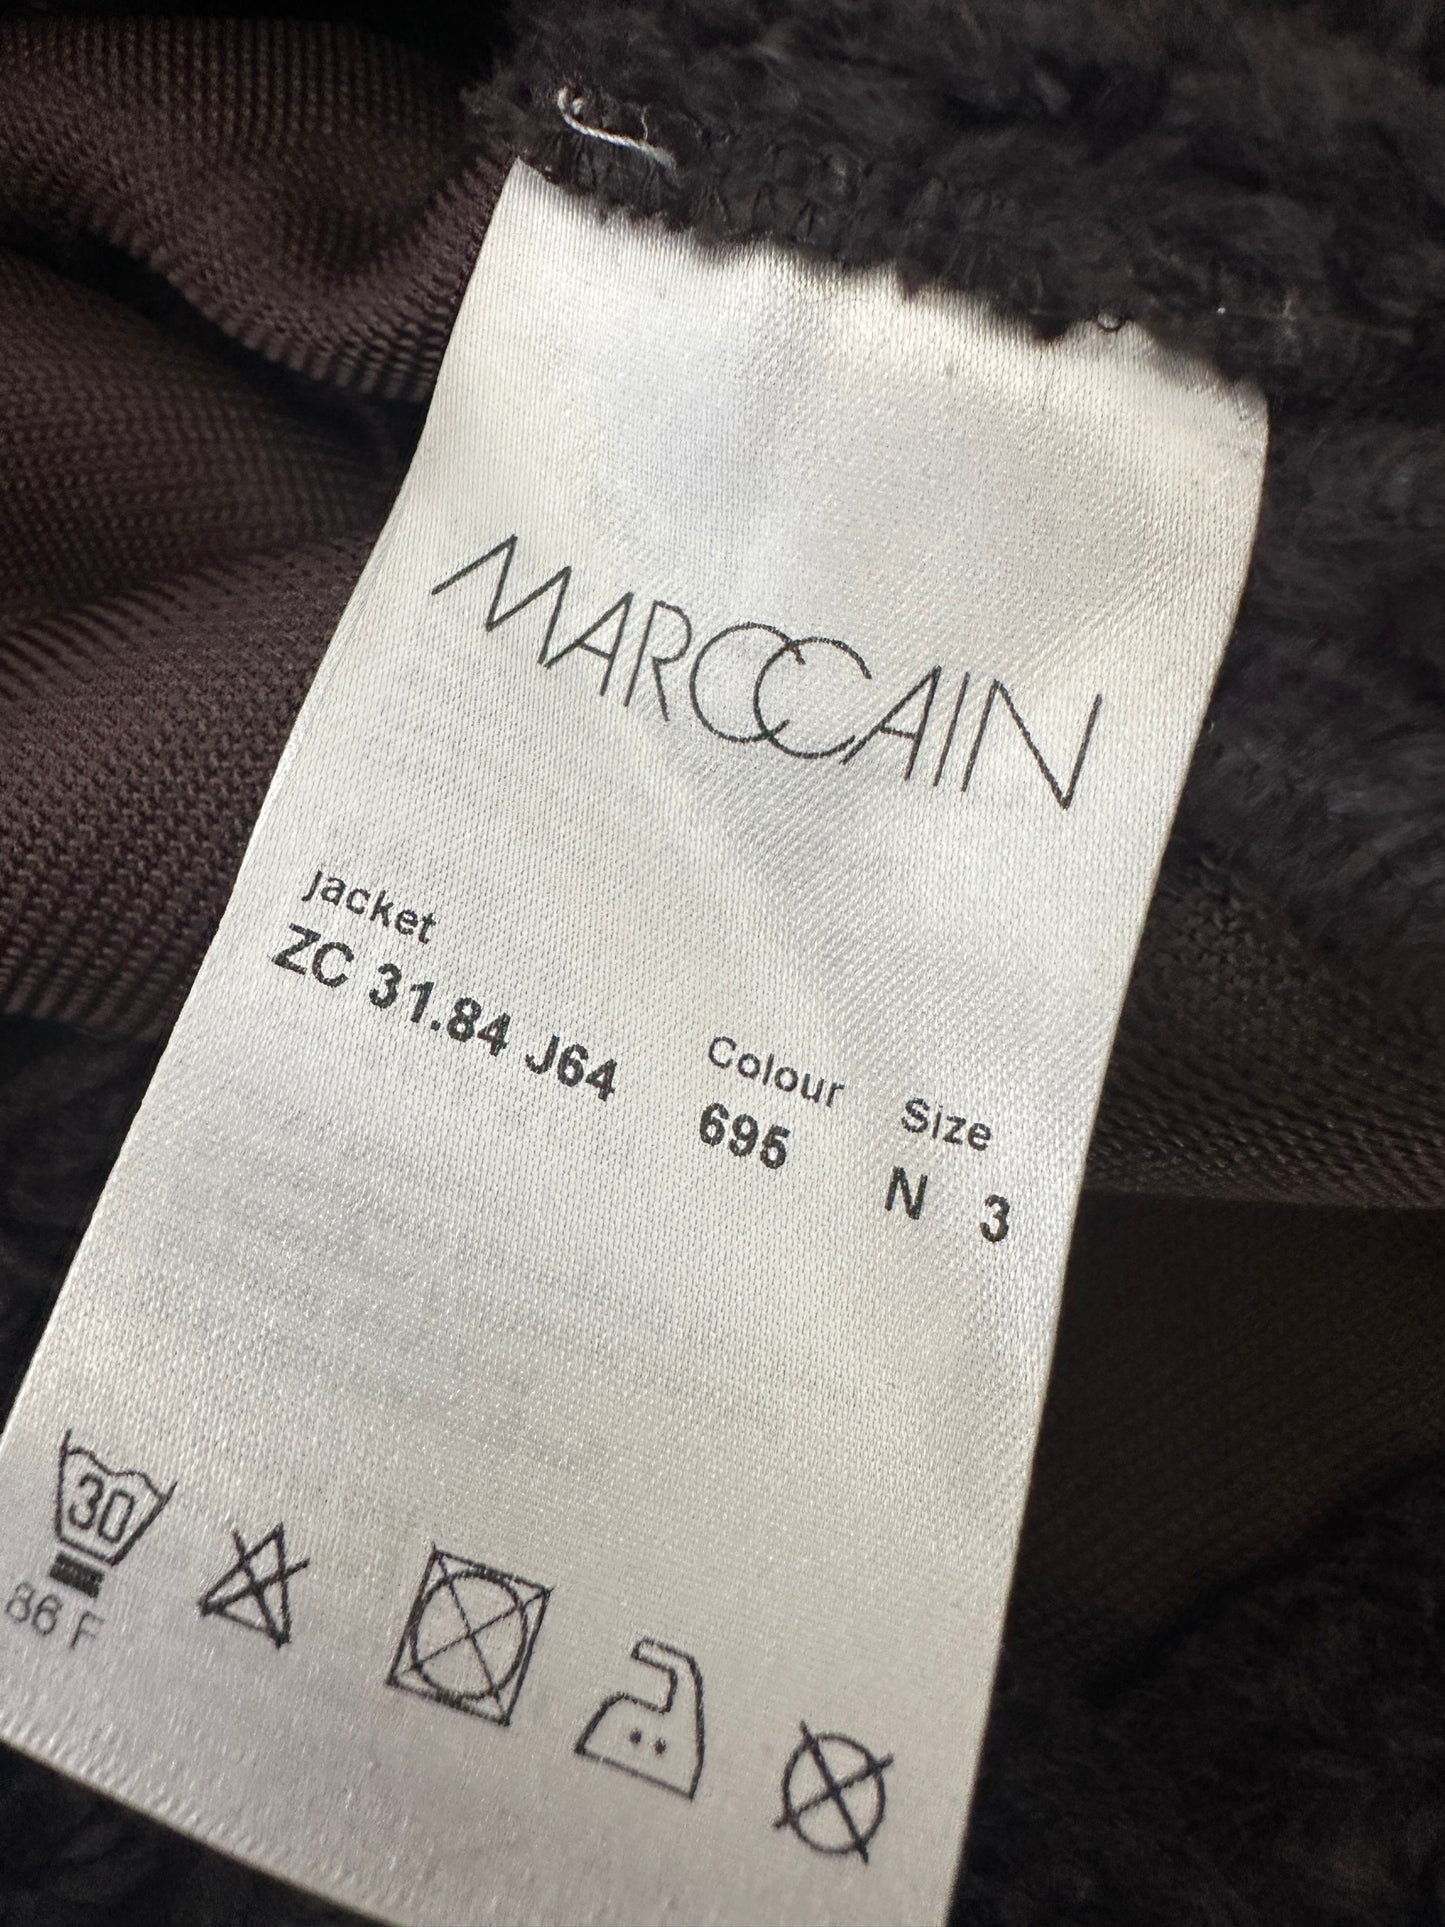 MARCCAIN
jacket Colour Size
ZC 31.84 J64 695 N 3
30
86 F